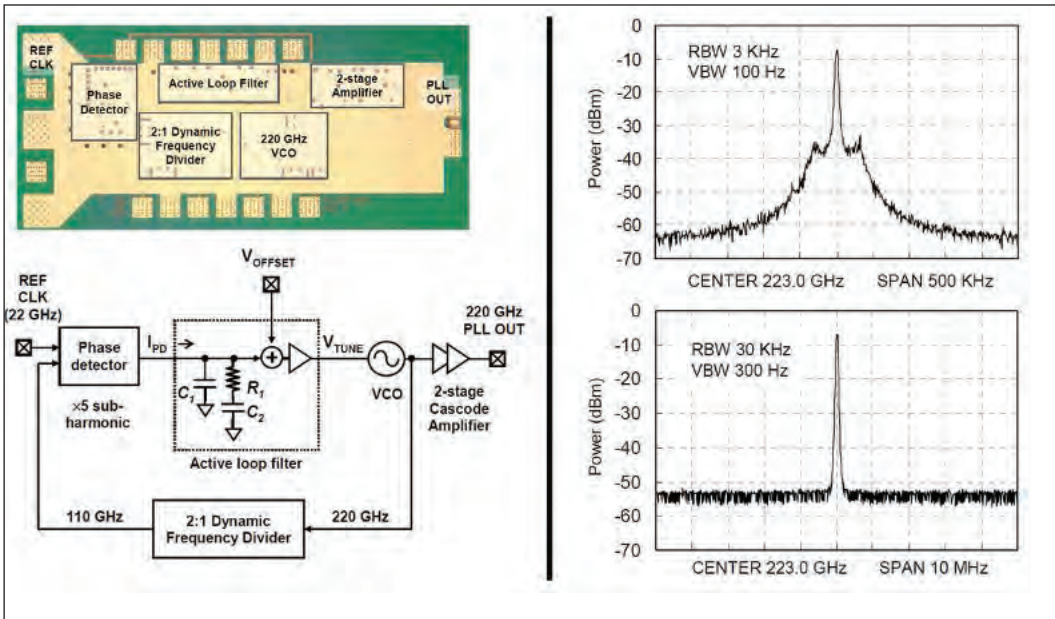 REF
CLK
Phase
Detector
Active Loop Filter
2-stage
Amplifier
PLL
OUT
2:1 Dynamic
Frequency
Divider
220 GHz
VCO
REF
CLK
(22 GHz)
Phase
detector
×5 sub-
harmonic
I_PD
V_OFFSET
C_1
R_1
C_2
Active loop filter
V_TUNE
VCO
220 GHz
PLL OUT
2-stage
Cascode
Amplifier
110 GHz
2:1 Dynamic
Frequency Divider
220 GHz
RBW 3 KHz
VBW 100 Hz
Power (dBm)
0
-10
-20
-30
-40
-50
-60
-70
CENTER 223.0 GHz SPAN 500 KHz
RBW 30 KHz
VBW 300 Hz
Power (dBm)
0
-10
-20
-30
-40
-50
-60
-70
CENTER 223.0 GHz SPAN 10 MHz